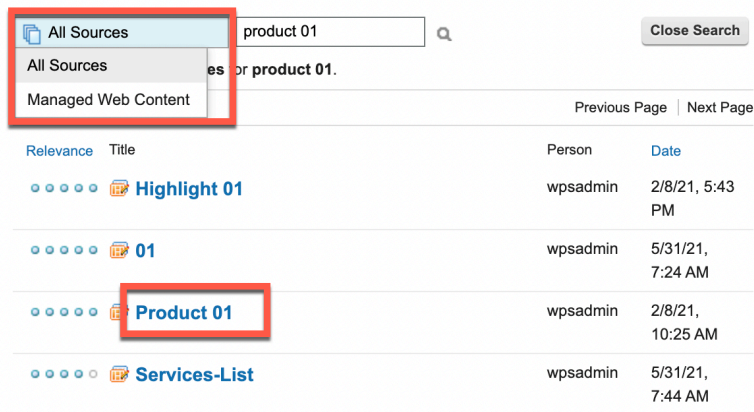 All Sources product 01 Close Search
All Sources
Managed Web Content
es for product 01.
Previous Page Next Page
Relevance Title Person Date
Highlight 01 wpsadmin 2/8/21, 5:43
PM
01 wpsadmin 5/31/21,
7:24 AM
Product 01 wpsadmin 2/8/21,
10:25 AM
Services-List wpsadmin 5/31/21,
7:44 AM